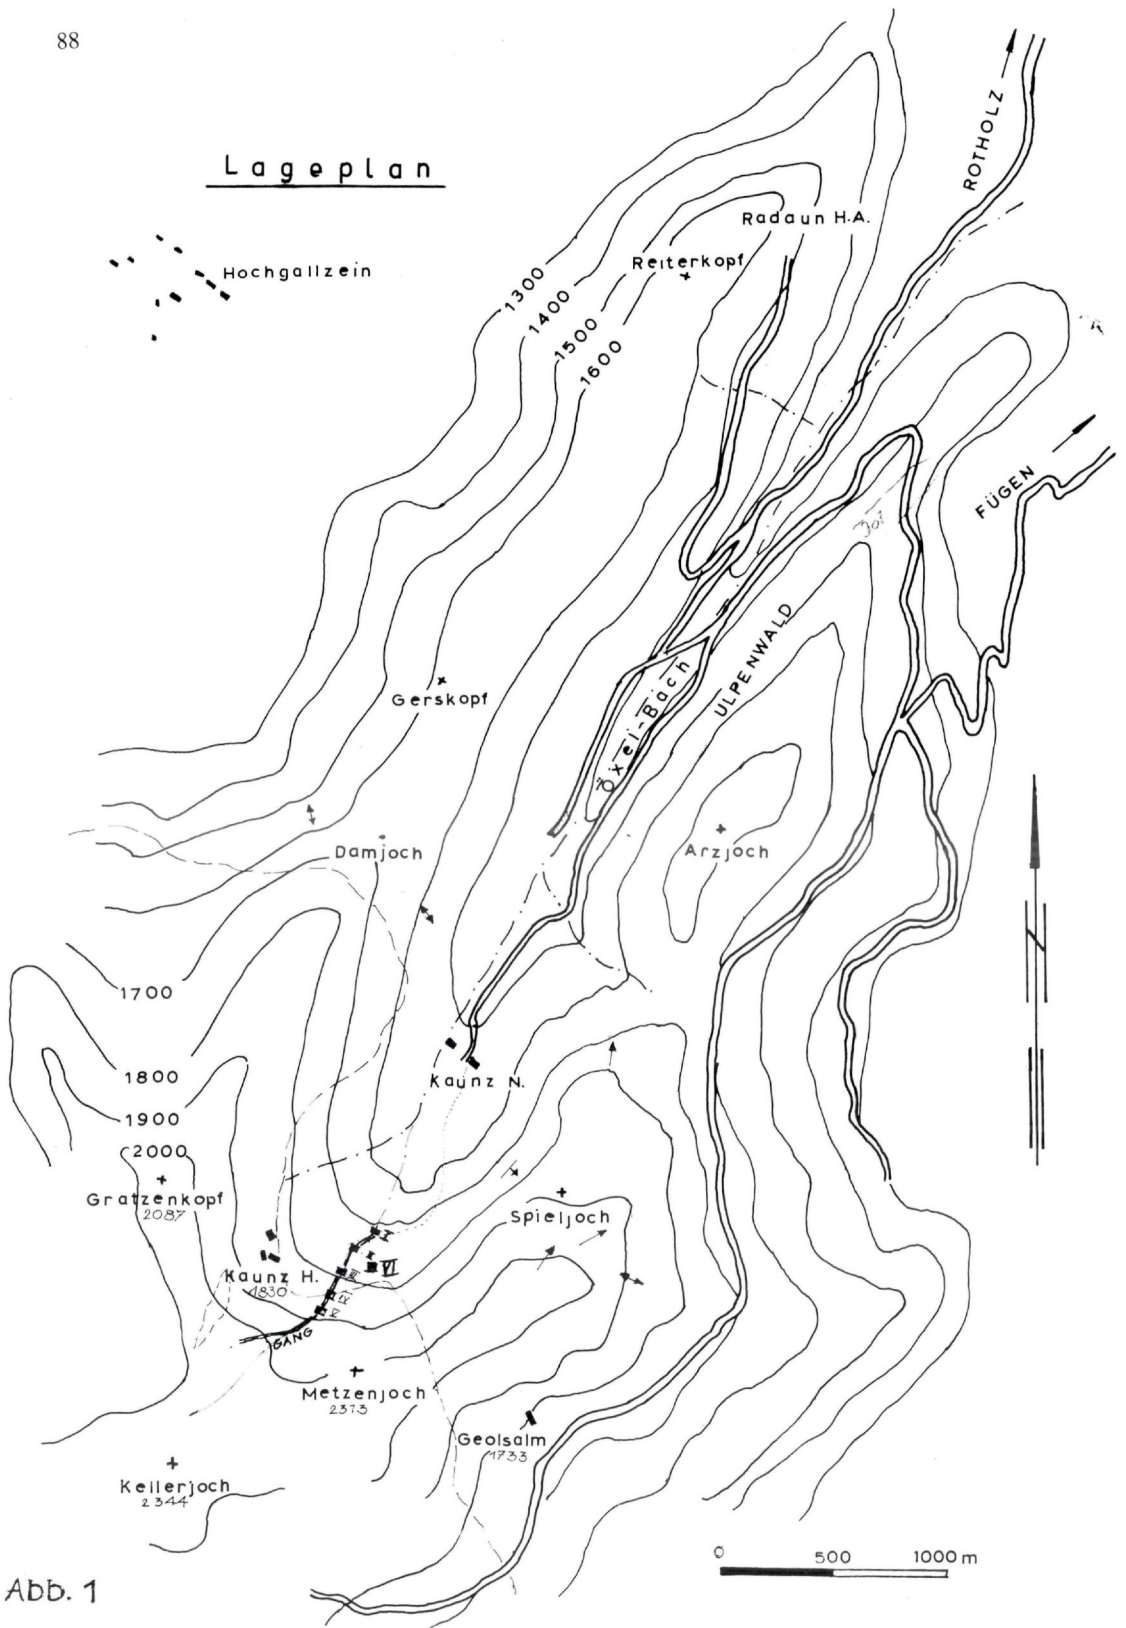 88
Lageplan
ROTHOLZ
Radaun H.A.
Reiterkopf
Hochgallzein
1300
1400
1500
1600
FÜGEN
ULPENWALD
Öxel-Bach
Gerskopf
Damjoch
Arzjoch
1700
1800
1900
2000
Kaunz N.
Gratzenkopf
2087
Spieljoch
Kaunz H.
1830
VI
IX
V
GANG
Metzenjoch
2313
Geolsalm
1733
Kellerjoch
2344
0 500 1000 m
Abb. 1